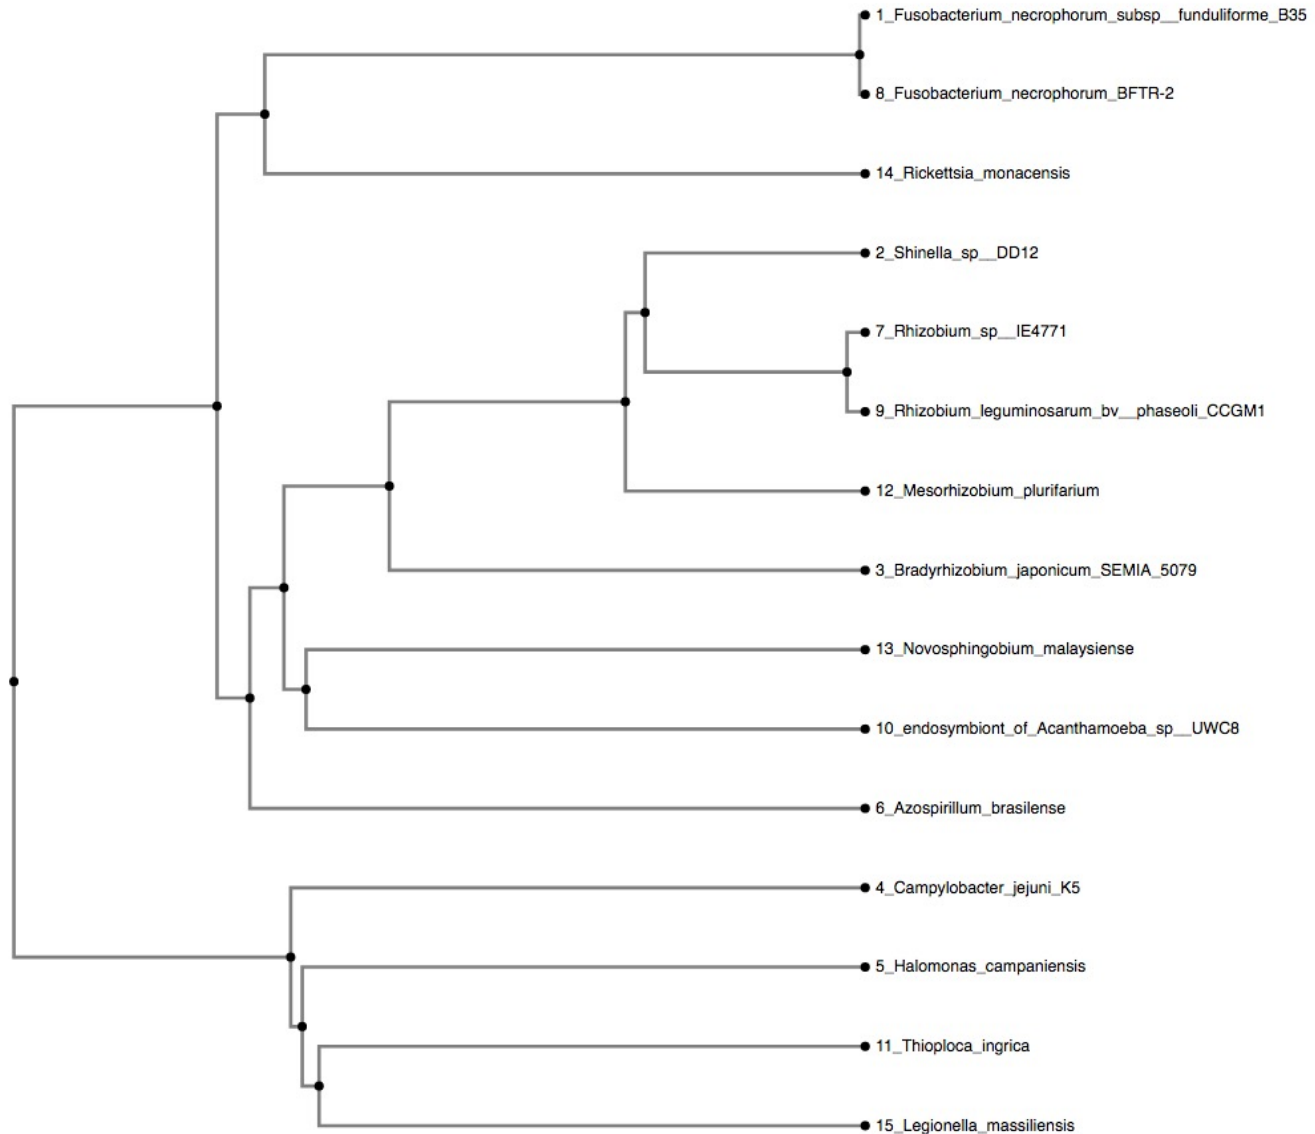 1_Fusobacterium_necrophorum_subsp__funduliforme_B35
8_Fusobacterium_necrophorum_BFTR-2
14_Rickettsia_monacensis
2_Shinella_sp__DD12
7_Rhizobium_sp__IE4771
9_Rhizobium_leguminosarum_bv__phaseoli_CCGM1
12_Mesorhizobium_plurifarium
3_Bradyrhizobium_japonicum_SEMIA_5079
13_Novosphingobium_malaysiense
10_endosymbiont_of_Acanthamoeba_sp__UWC8
6_Azospirillum_brasilense
4_Campylobacter_jejuni_K5
5_Halomonas_campaniensis
11_Thioploca_ingrica
15_Legionella_massiliensis